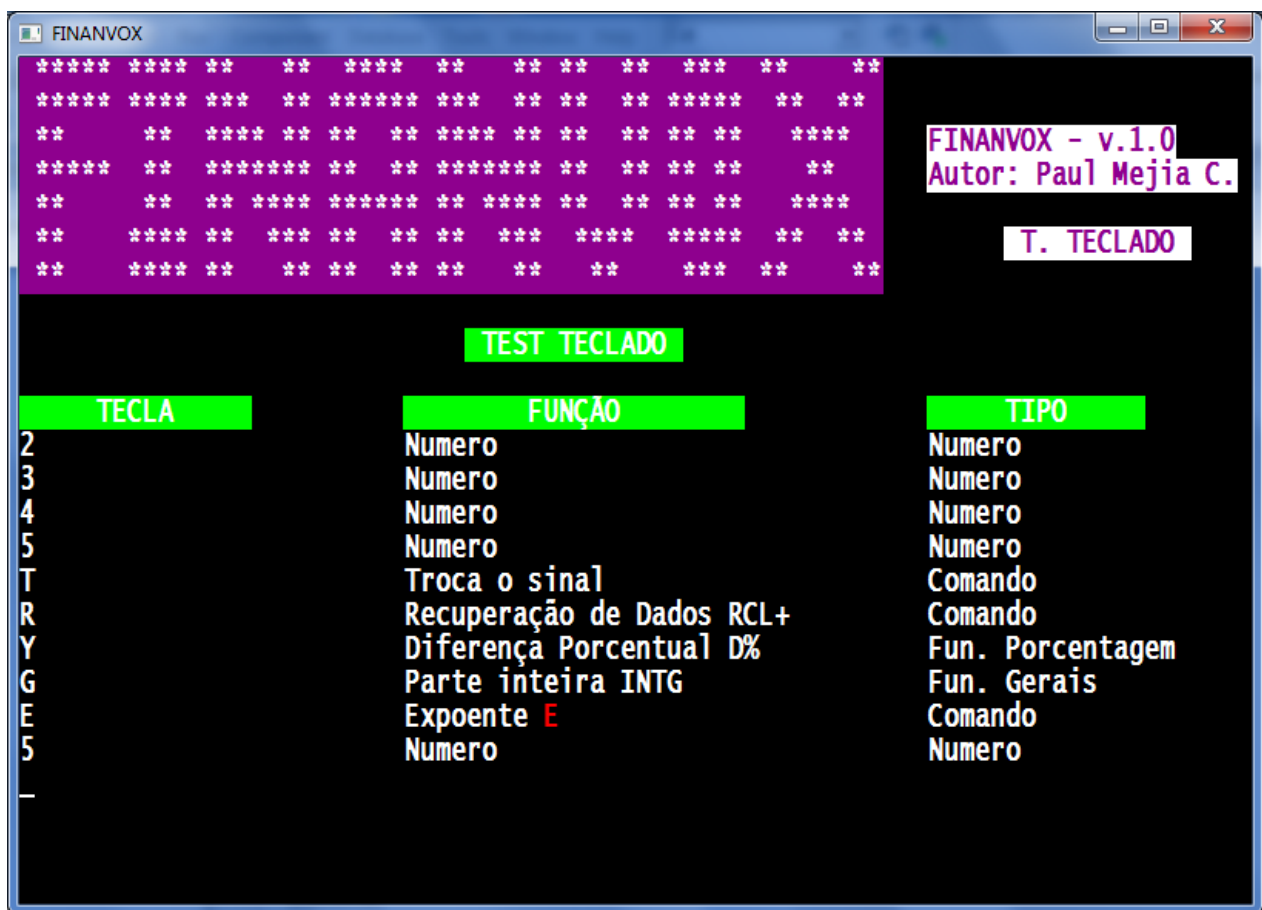 FINANVOX
FINANVOX
FINANVOX - v.1.0
Autor: Paul Mejia C.
T. TECLADO
TEST TECLADO
TECLA FUNÇÃO TIPO
2 Numero Numero
3 Numero Numero
4 Numero Numero
5 Numero Numero
T Troca o sinal Comando
R Recuperação de Dados RCL+ Comando
Y Diferença Porcentual D% Fun. Porcentagem
G Parte inteira INTG Fun. Gerais
E Expoente E Comando
5 Numero Numero
_